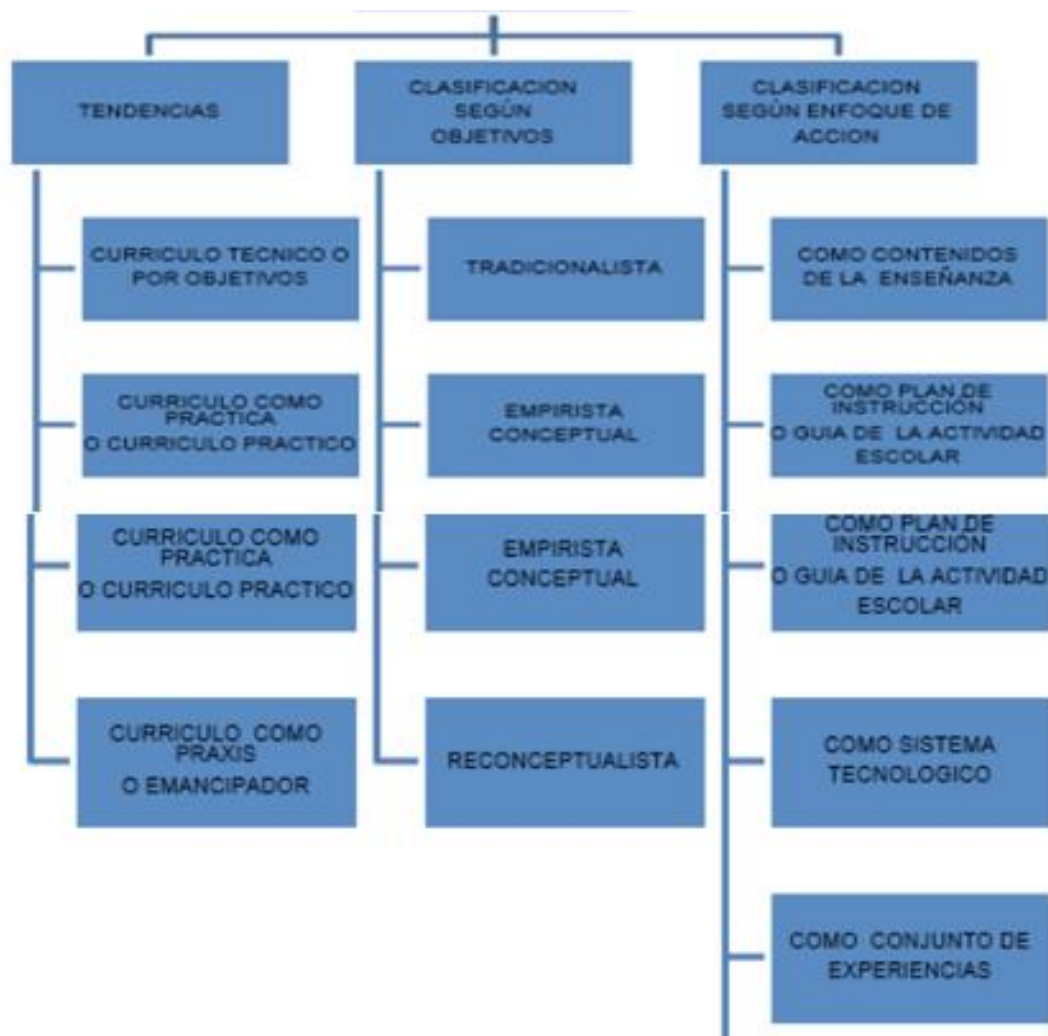 TENDENCIAS
CLASIFICACION
SEGÚN
OBJETIVOS
CLASIFICACION
SEGÚN ENFOQUE DE
ACCION
CURRICULO TECNICO O
POR OBJETIVOS
TRADICIONALISTA
COMO CONTENIDOS
DE LA ENSEÑANZA
CURRICULO COMO
PRACTICA
O CURRICULO PRACTICO
EMPIRISTA
CONCEPTUAL
COMO PLAN DE
INSTRUCCIÓN
O GUIA DE LA ACTIVIDAD
ESCOLAR
CURRICULO COMO
PRACTICA
O CURRICULO PRACTICO
EMPIRISTA
CONCEPTUAL
COMO PLAN DE
INSTRUCCIÓN
O GUIA DE LA ACTIVIDAD
ESCOLAR
CURRICULO COMO
PRAXIS
O EMANCIPADOR
RECONCEPTUALISTA
COMO SISTEMA
TECNOLOGICO
COMO CONJUNTO DE
EXPERIENCIAS